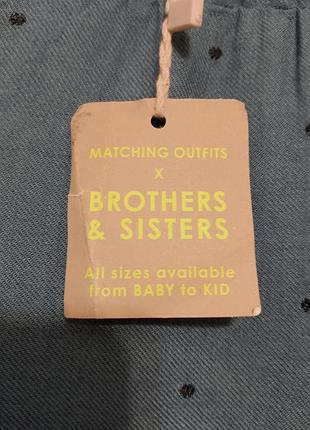 MATCHING OUTFITS
X
BROTHERS
& SISTERS
All sizes available
from BABY to KID